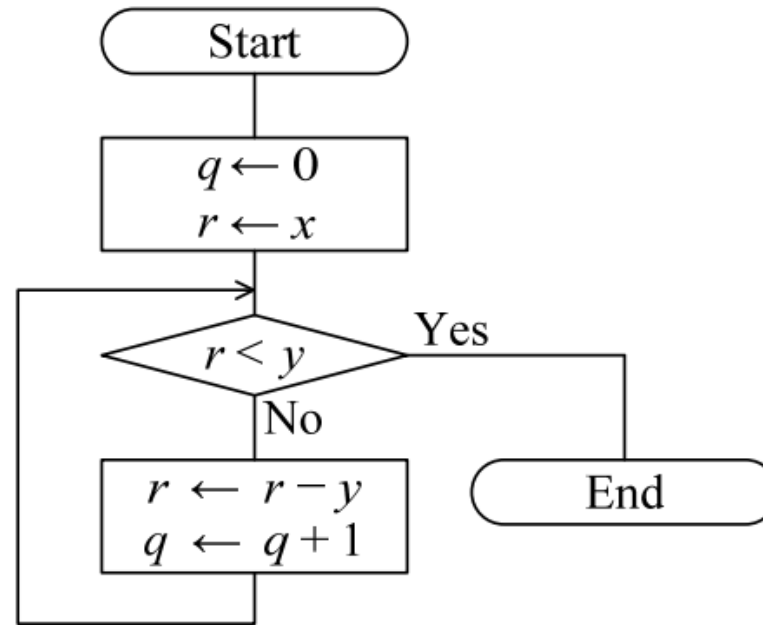 Start
q ← 0
r ← x
r < y
Yes
No
r ← r − y
q ← q + 1
End